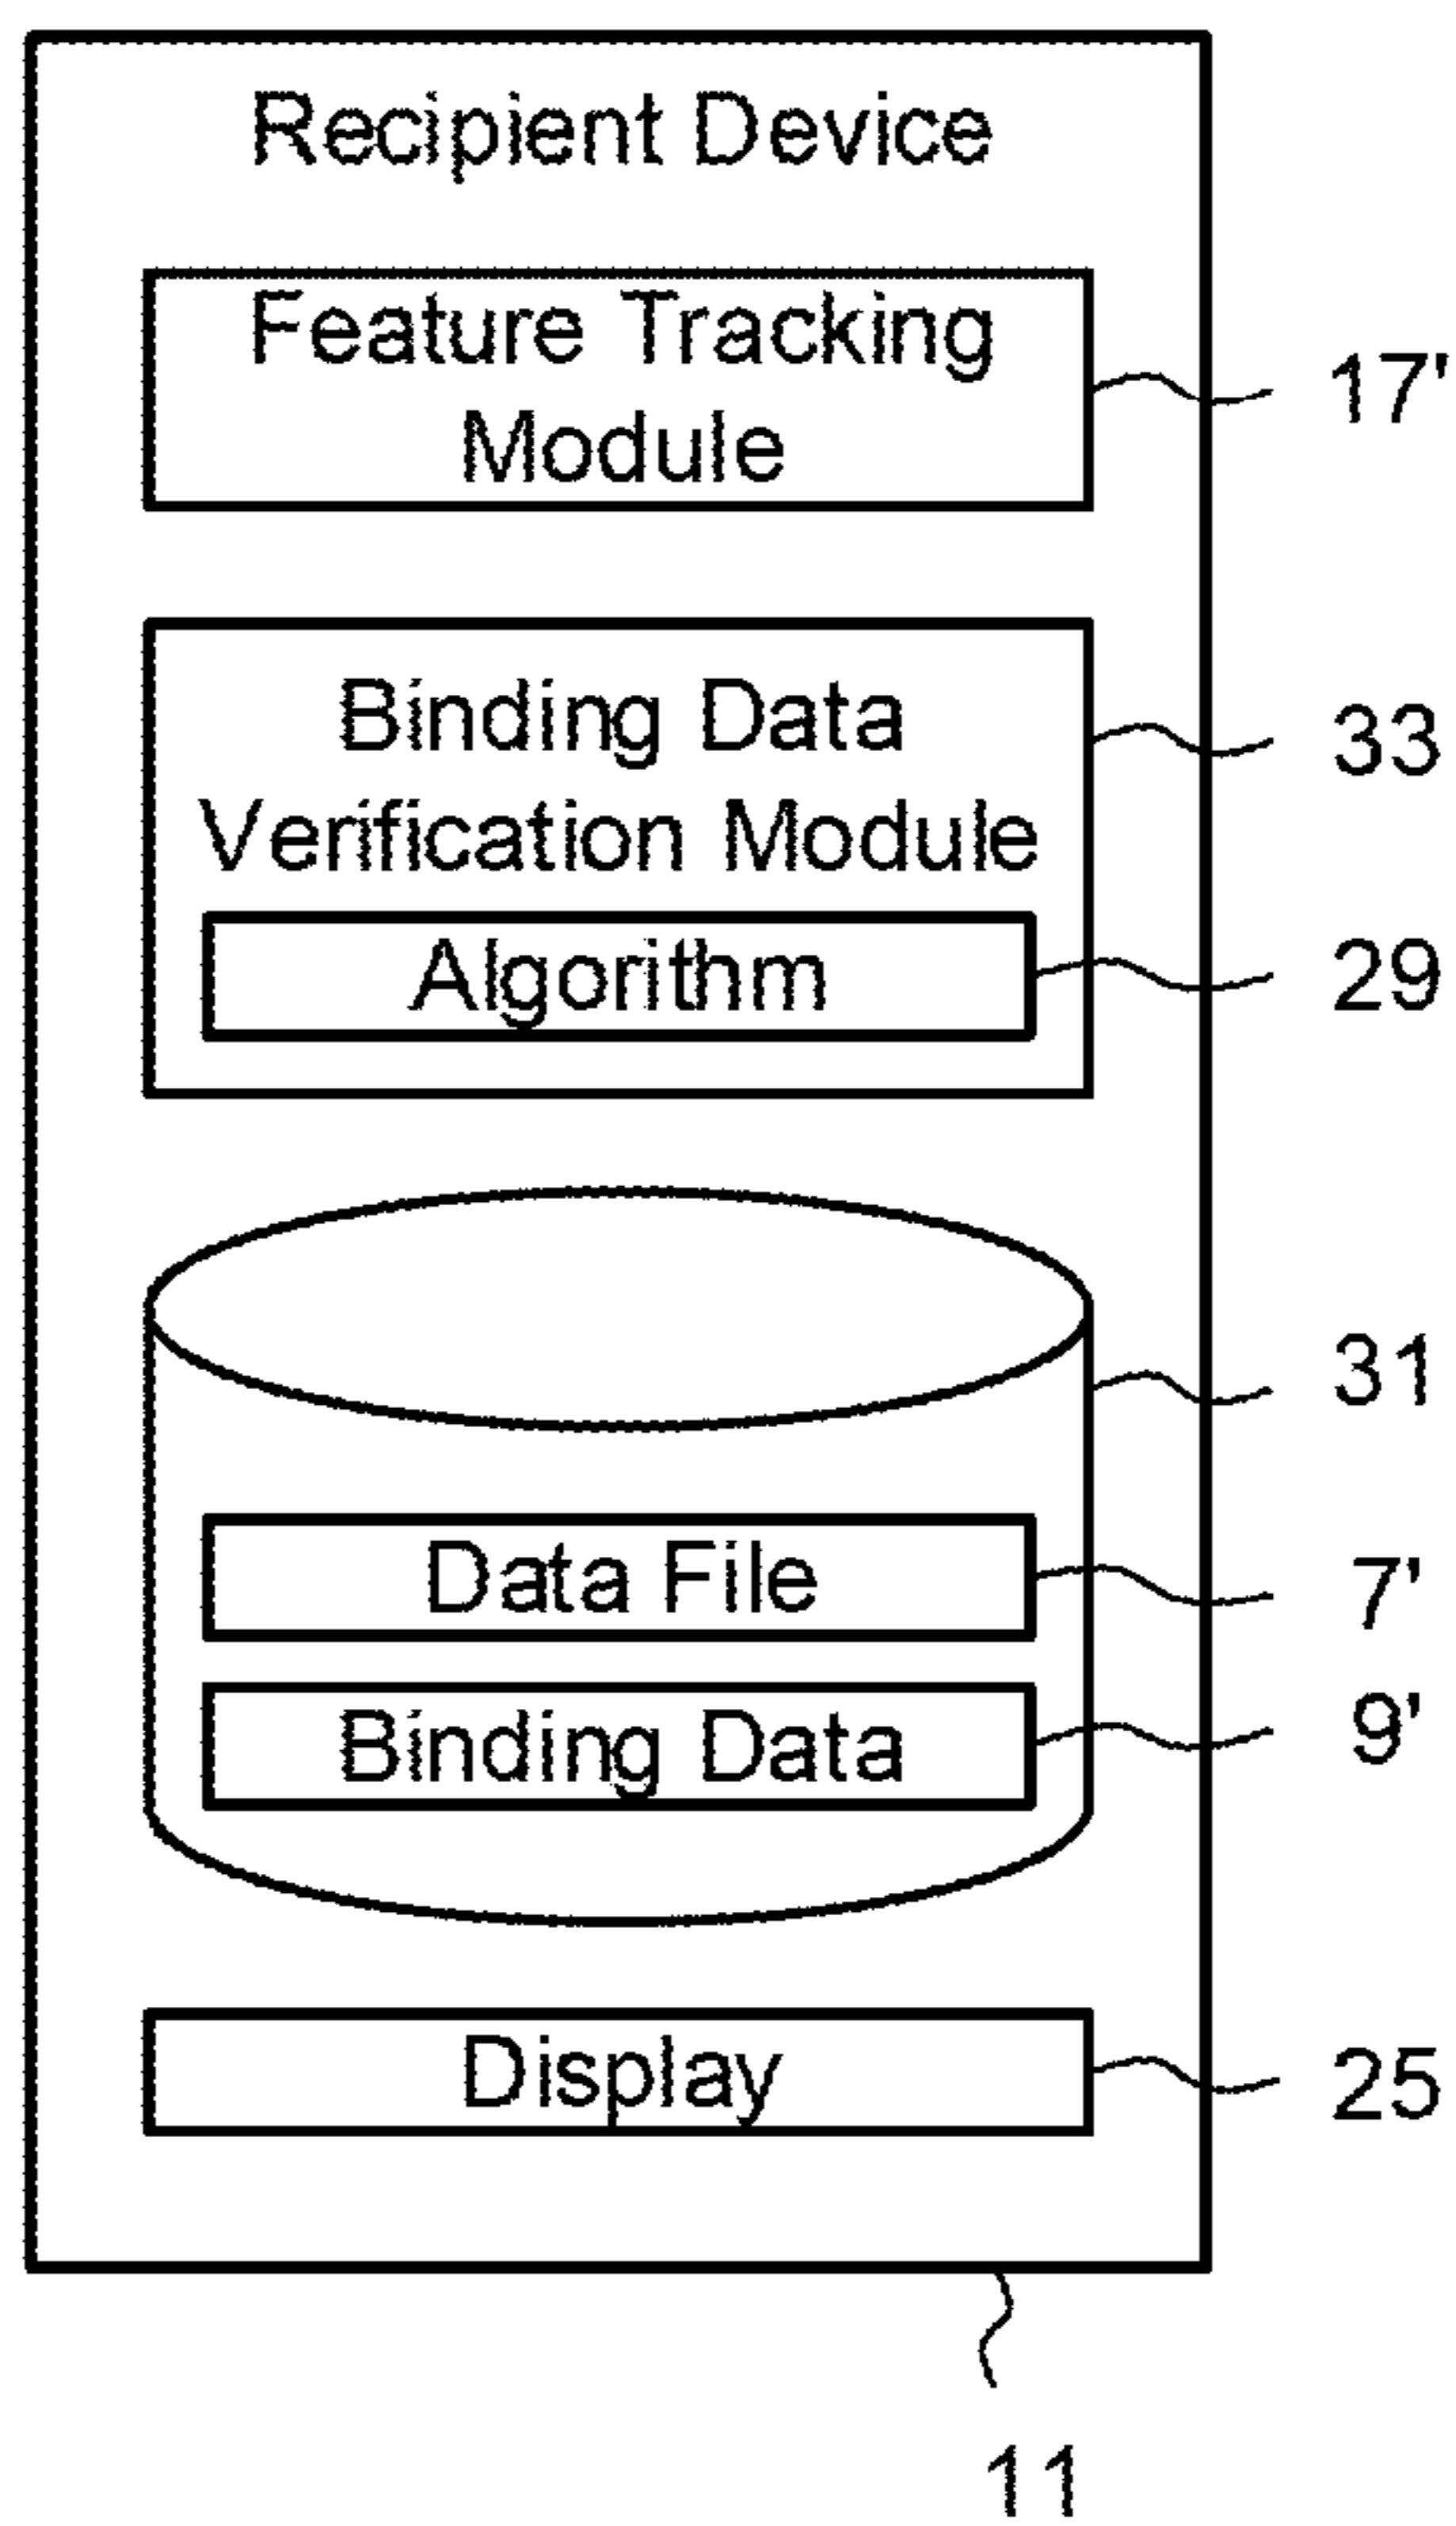 Recipient Device
Feature Tracking
Module
17'
Binding Data
Verification Module
33
Algorithm
29
31
Data File
7'
Binding Data
9'
Display
25
11